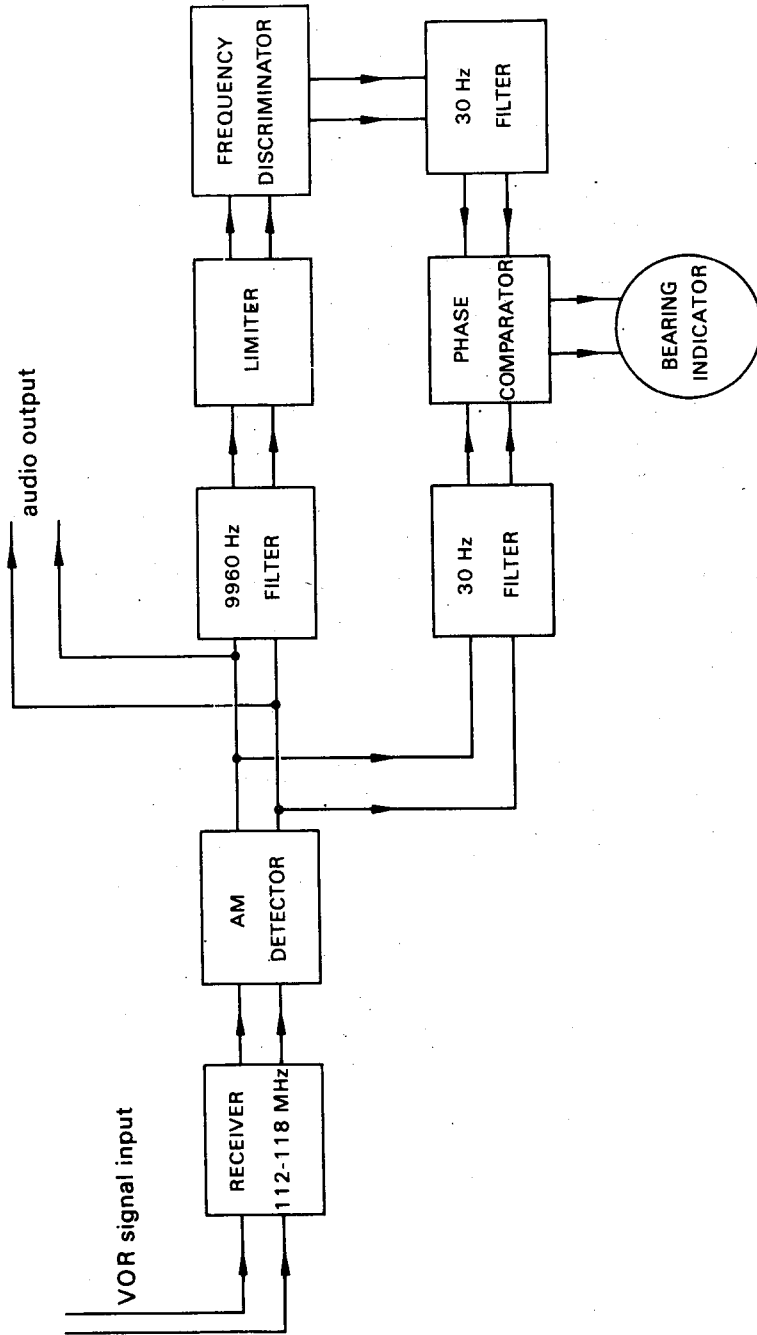 VOR signal input
RECEIVER
112-118 MHz
AM
DETECTOR
audio output
9960 Hz
FILTER
LIMITER
FREQUENCY
DISCRIMINATOR
30 Hz
FILTER
PHASE
COMPARATOR
30 Hz
FILTER
BEARING
INDICATOR